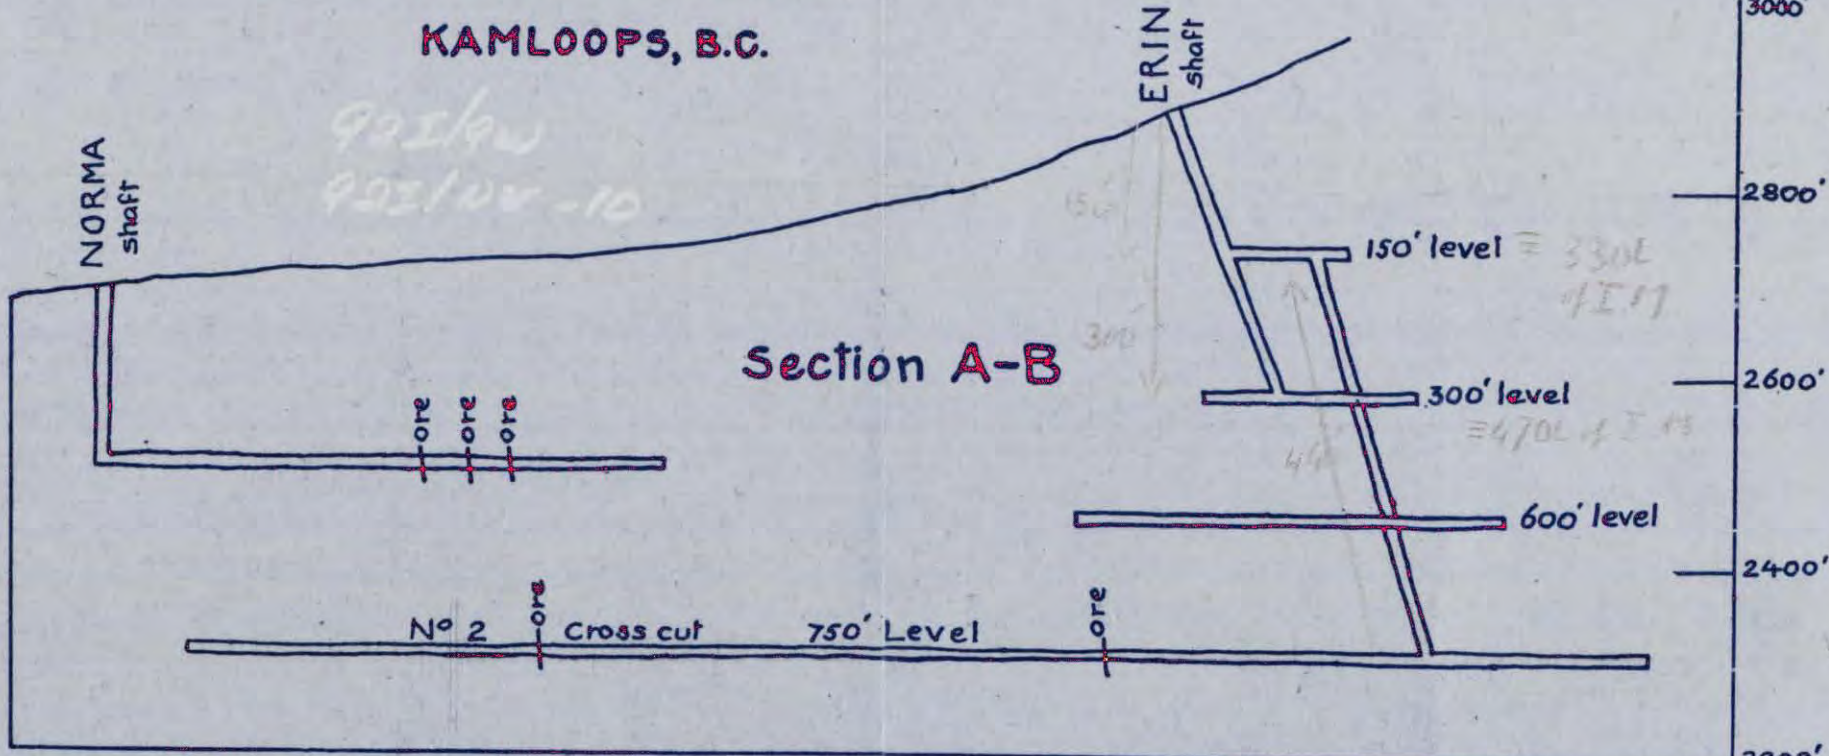 KAMLOOPS, B.C.
3000'
ERIN
shaft
NORMA
shaft
2800'
150' level
300
Section A-B
2600'
300' level
ore
ore
ore
600' level
2400'
Nº 2
ore
Cross cut
750' Level
ore